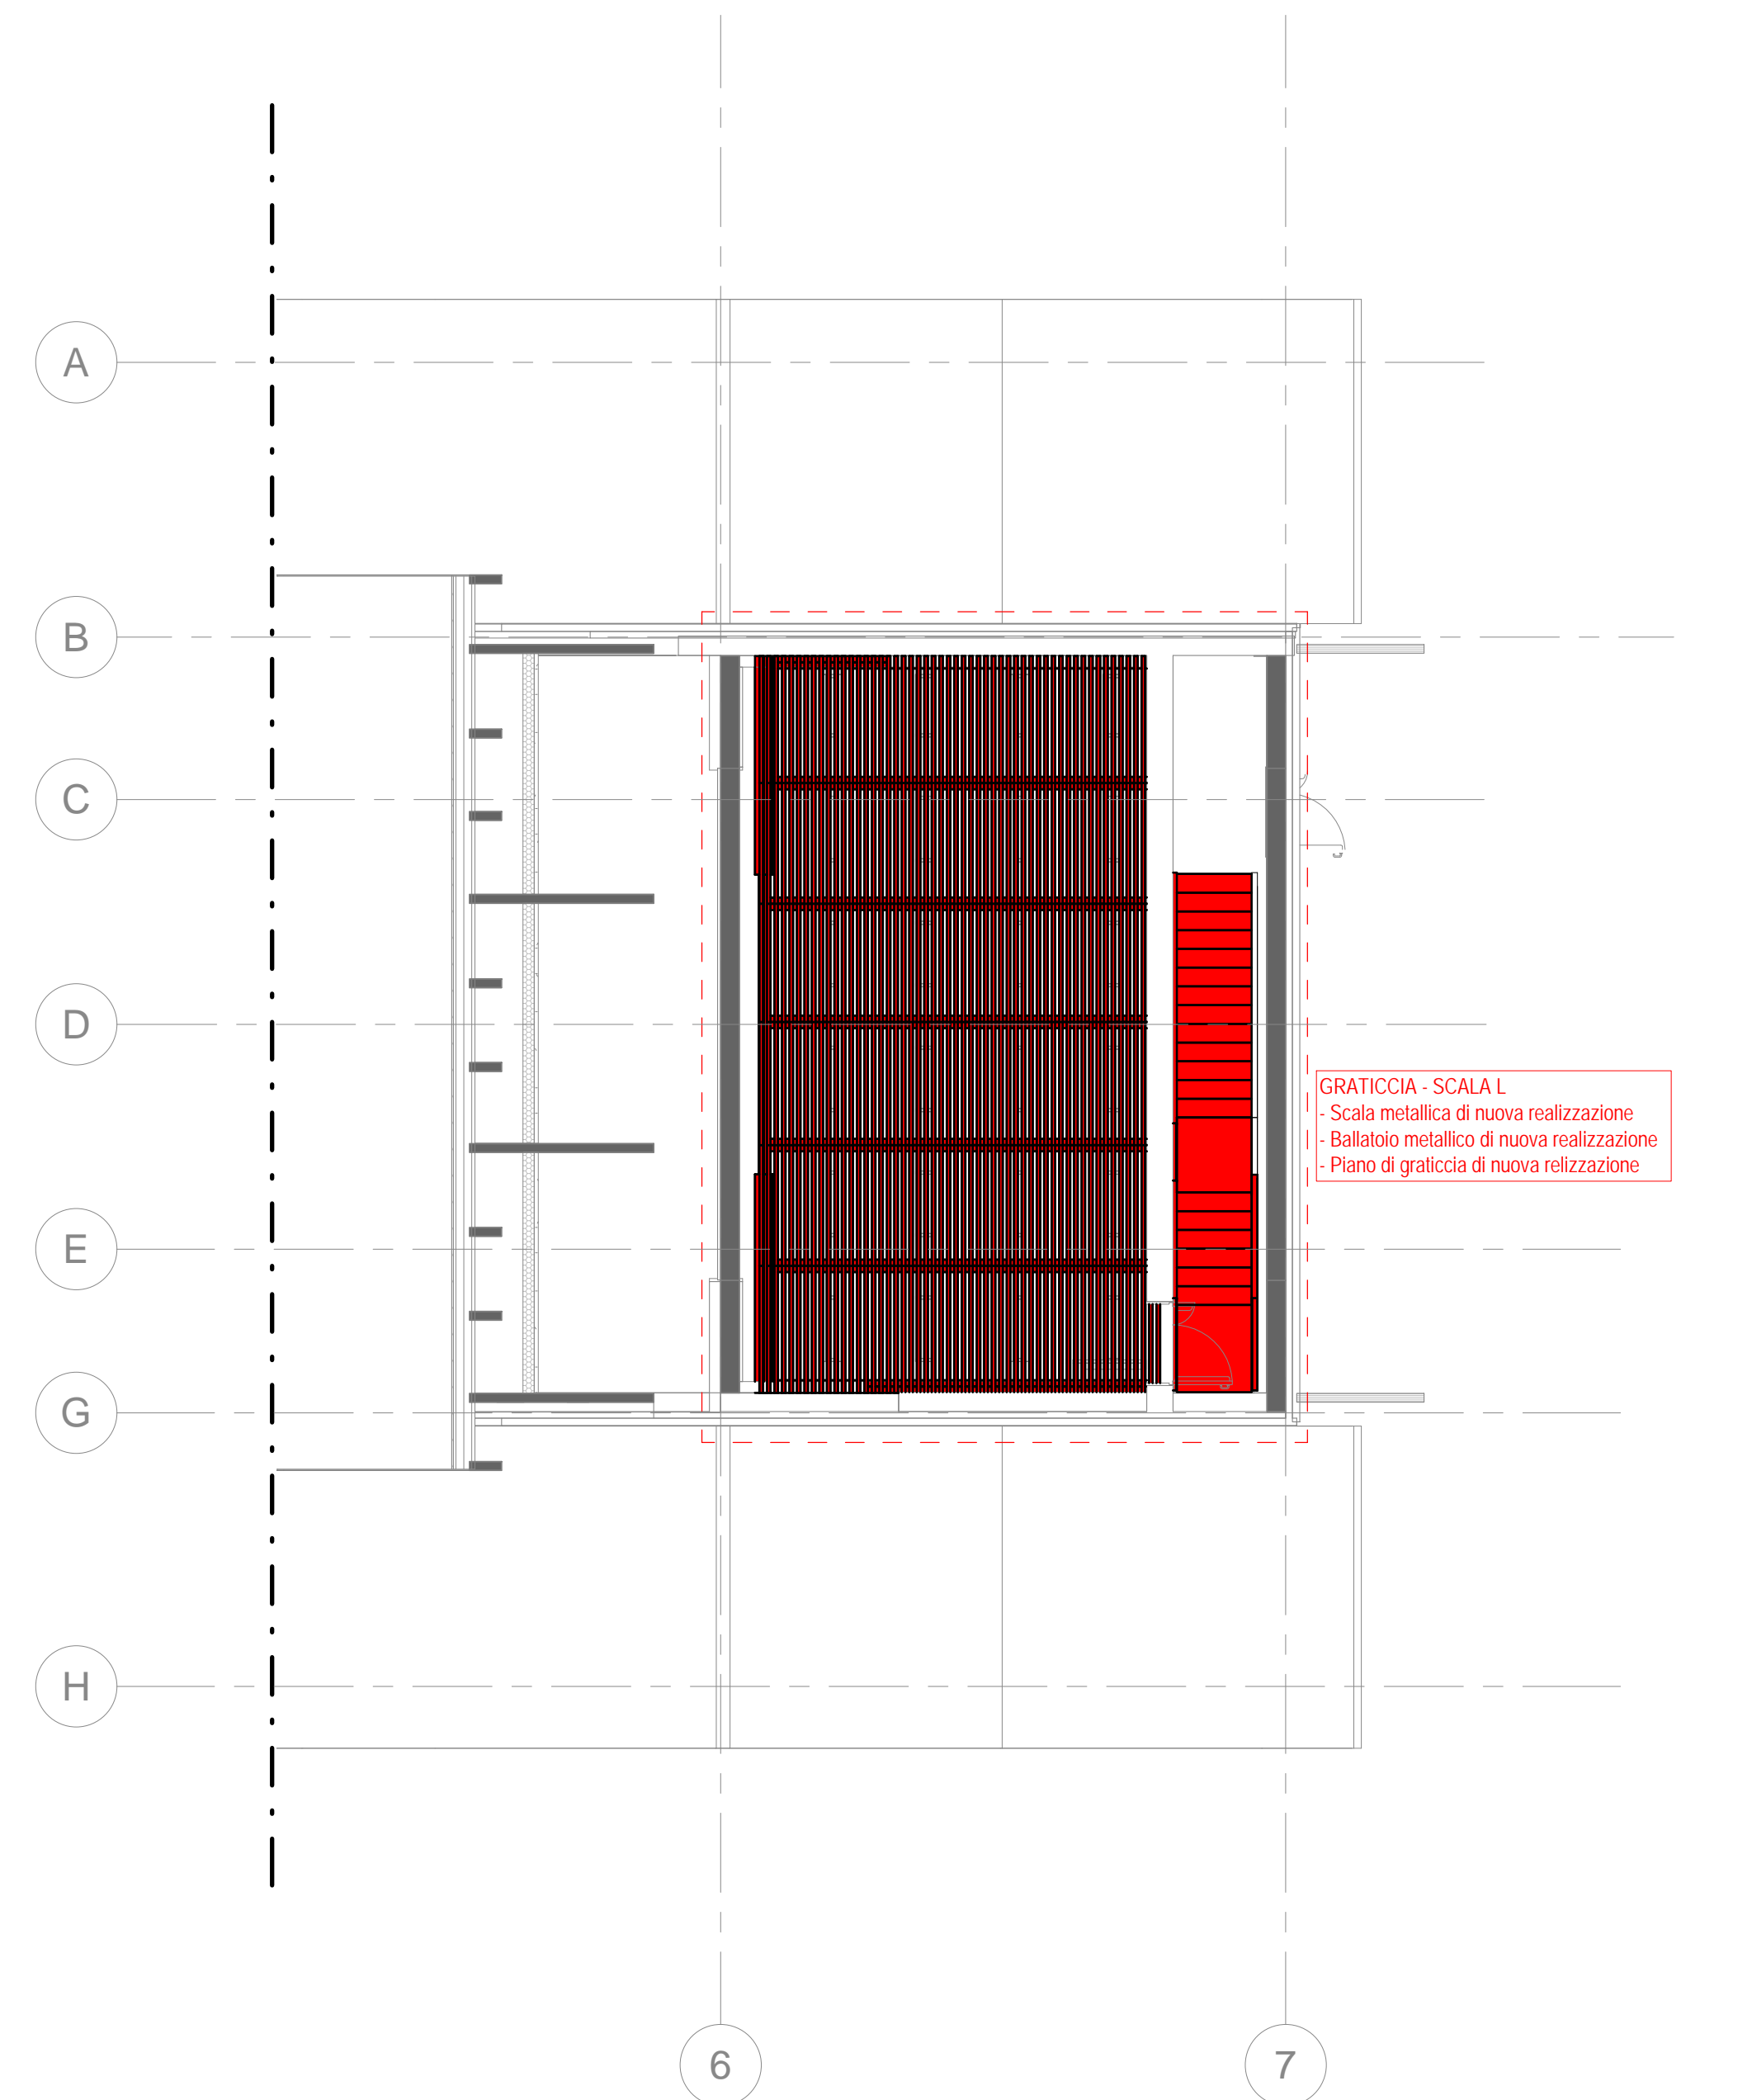 A
B
C
D
GRATICCIA - SCALA L
- Scala metallica di nuova realizzazione
- Ballatoio metallico di nuova realizzazione
- Piano di graticcia di nuova relizzazione
E
G
H
6
7